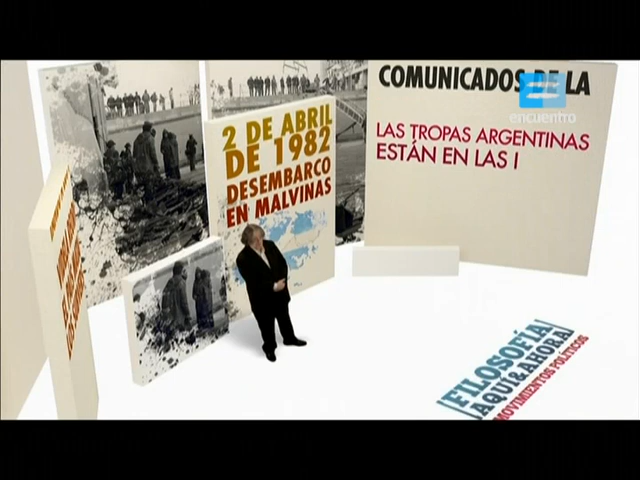 COMUNICADOS DE LA
encuentro
LAS TROPAS ARGENTINAS
ESTÁN EN LAS I
2 DE ABRIL
DE 1982
DESEMBARCO
EN MALVINAS
FILOSOFÍA
AQUÍ&AHORA
MOVIMIENTOS POLÍTICOS